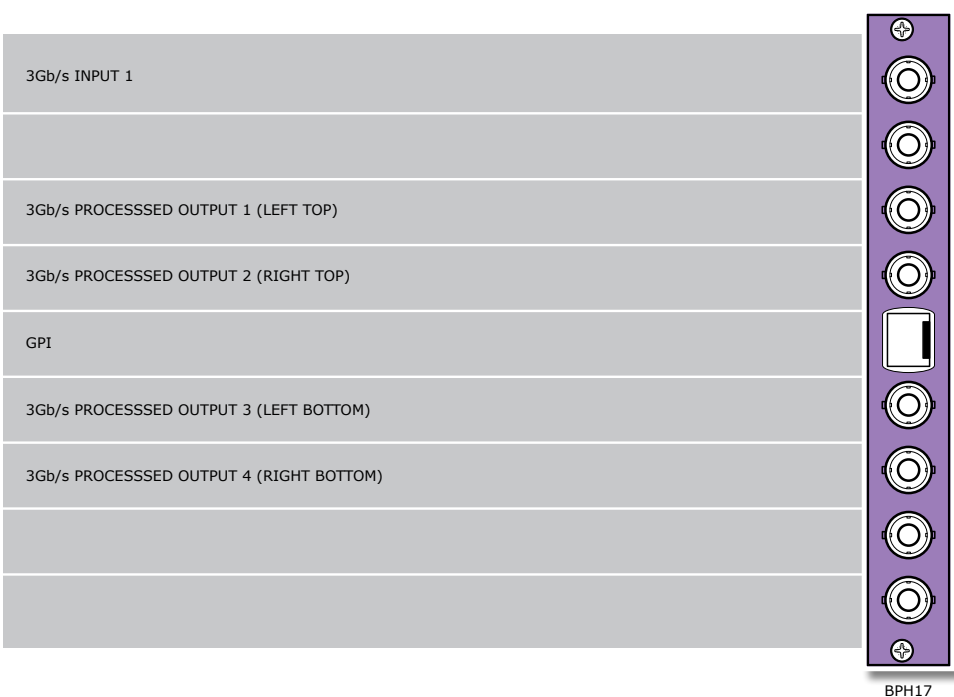 3Gb/s INPUT 1
3Gb/s PROCESSSED OUTPUT 1 (LEFT TOP)
3Gb/s PROCESSSED OUTPUT 2 (RIGHT TOP)
GPI
3Gb/s PROCESSSED OUTPUT 3 (LEFT BOTTOM)
3Gb/s PROCESSSED OUTPUT 4 (RIGHT BOTTOM)
BPH17